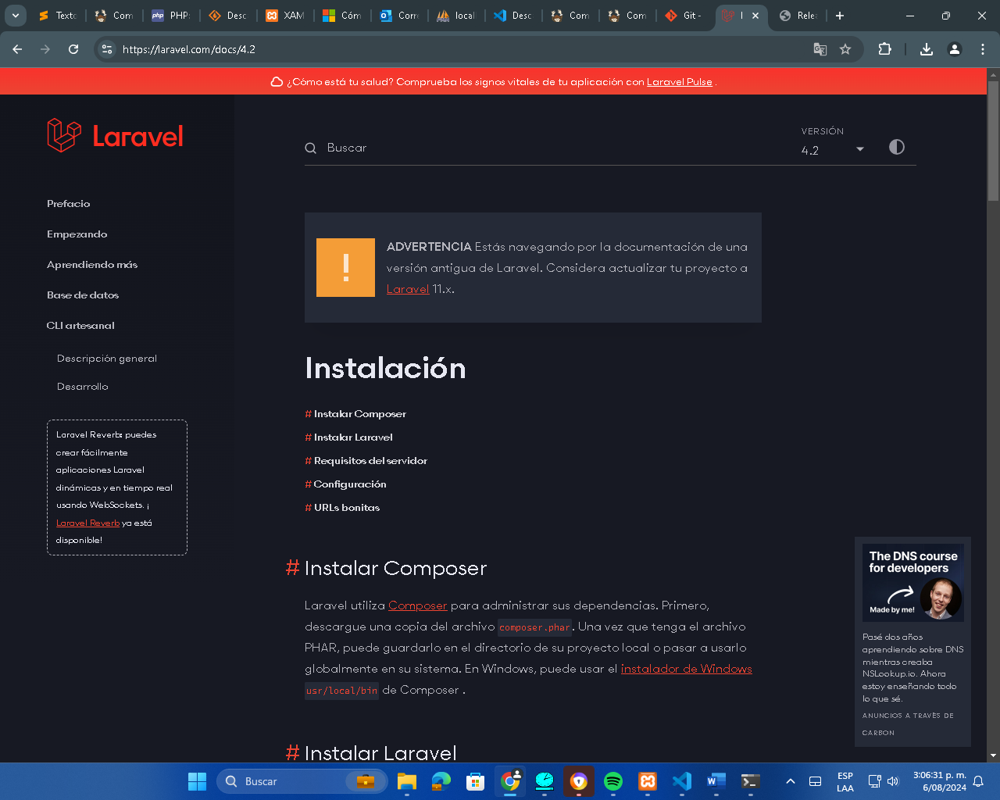 Texto
Com
PHP:
Desc
XAM
Cóm
Corre
local
Desc
Com
Com
Git -
Rele
https://laravel.com/docs/4.2
¿Cómo está tu salud? Comprueba los signos vitales de tu aplicación con Laravel Pulse .
Laravel
Buscar
VERSIÓN
4.2
Prefacio
Empezando
Aprendiendo más
Base de datos
CLI artesanal
Descripción general
Desarrollo
Laravel Reverb: puedes
crear fácilmente
aplicaciones Laravel
dinámicas y en tiempo real
usando WebSockets. ¡
Laravel Reverb ya está
disponible!
ADVERTENCIA Estás navegando por la documentación de una
versión antigua de Laravel. Considera actualizar tu proyecto a
Laravel 11.x.
Instalación
# Instalar Composer
# Instalar Laravel
# Requisitos del servidor
# Configuración
# URLs bonitas
# Instalar Composer
Laravel utiliza Composer para administrar sus dependencias. Primero,
descargue una copia del archivo composer.phar. Una vez que tenga el archivo
PHAR, puede guardarlo en el directorio de su proyecto local o pasar a usarlo
globalmente en su sistema. En Windows, puede usar el instalador de Windows
usr/local/bin de Composer .
# Instalar Laravel
The DNS course
for developers
Made by me!
Pasé dos años
aprendiendo sobre DNS
mientras creaba
NSLookup.io. Ahora
estoy enseñando todo
lo que sé.
ANUNCIOS A TRAVÉS DE
CARBON
Buscar
ESP
LAA
3:06:31 p. m.
6/08/2024